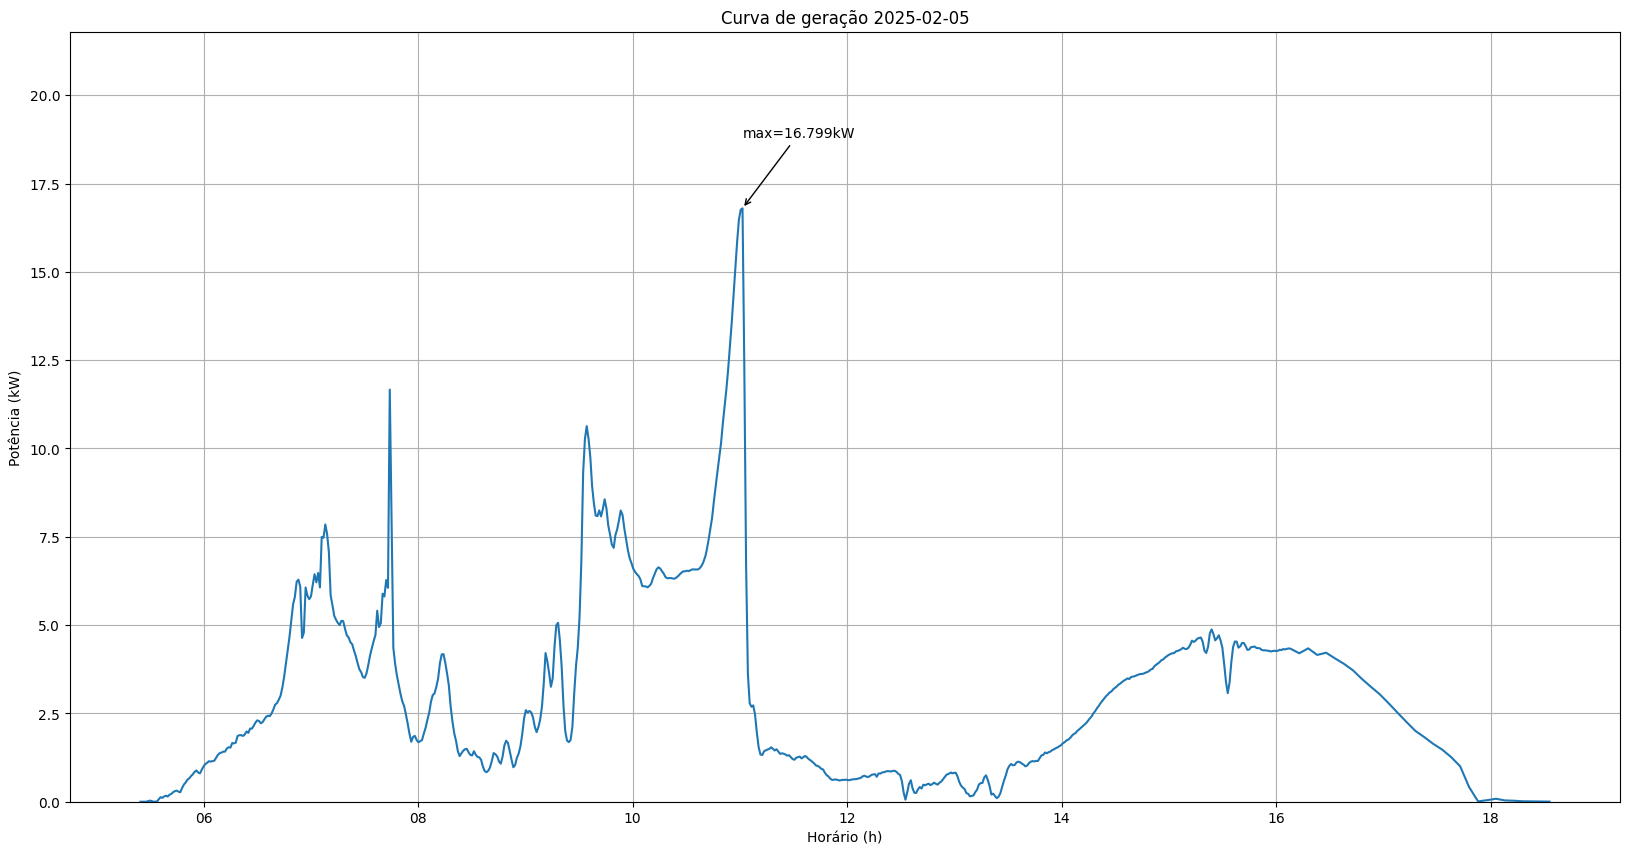 Curva de geração 2025-02-05
20.0
17.5
15.0
12.5
10.0
7.5
5.0
2.5
0.0
Potência (kW)
max=16.799kW
06 08 10 12 14 16 18
Horário (h)